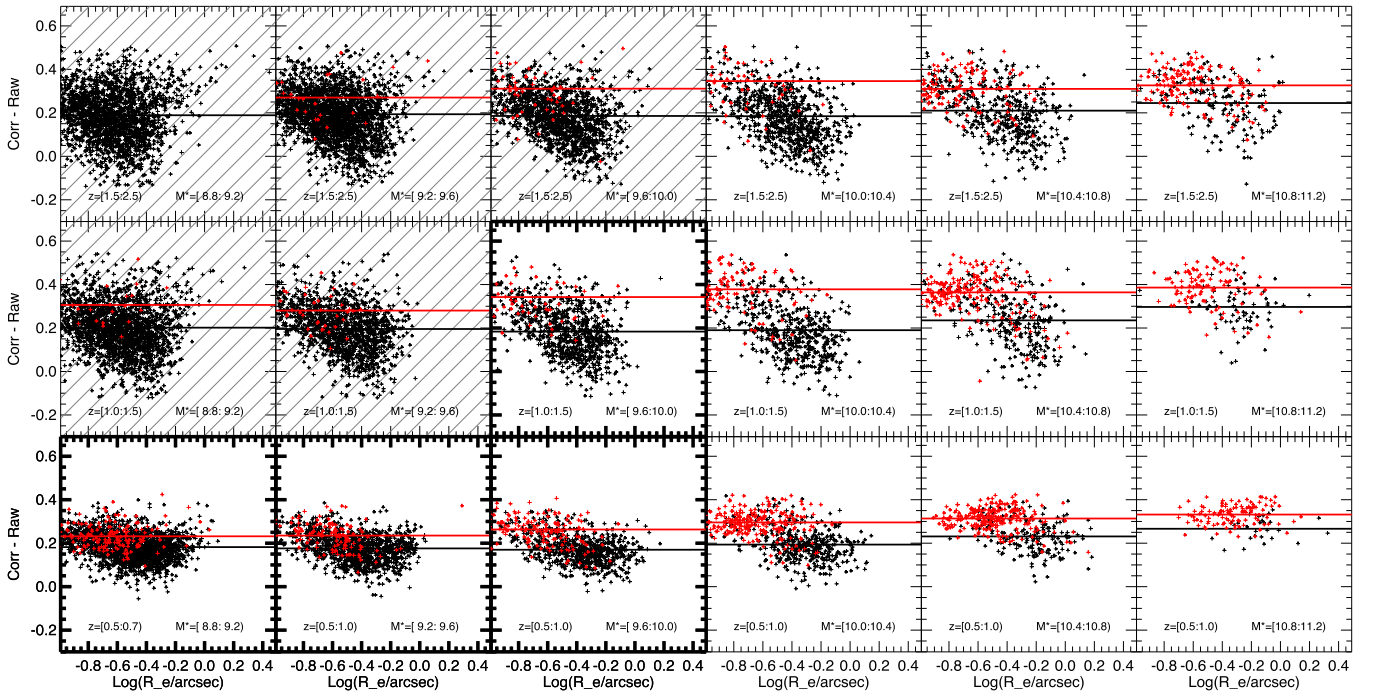 0.6
0.4
0.2
0.0
-0.2
Corr - Raw
z=[1.5:2.5) M*=[ 8.8: 9.2)
z=[1.5:2.5) M*=[ 9.2: 9.6)
z=[1.5:2.5) M*=[ 9.6:10.0)
z=[1.5:2.5) M*=[10.0:10.4)
z=[1.5:2.5) M*=[10.4:10.8)
z=[1.5:2.5) M*=[10.8:11.2)
0.6
0.4
0.2
0.0
-0.2
Corr - Raw
z=[1.0:1.5) M*=[ 8.8: 9.2)
z=[1.0:1.5) M*=[ 9.2: 9.6)
z=[1.0:1.5) M*=[ 9.6:10.0)
z=[1.0:1.5) M*=[10.0:10.4)
z=[1.0:1.5) M*=[10.4:10.8)
z=[1.0:1.5) M*=[10.8:11.2)
0.6
0.4
0.2
0.0
-0.2
Corr - Raw
z=[0.5:0.7) M*=[ 8.8: 9.2)
z=[0.5:1.0) M*=[ 9.2: 9.6)
z=[0.5:1.0) M*=[ 9.6:10.0)
z=[0.5:1.0) M*=[10.0:10.4)
z=[0.5:1.0) M*=[10.4:10.8)
z=[0.5:1.0) M*=[10.8:11.2)
-0.8 -0.6 -0.4 -0.2 0.0 0.2 0.4
-0.8 -0.6 -0.4 -0.2 0.0 0.2 0.4
-0.8 -0.6 -0.4 -0.2 0.0 0.2 0.4
-0.8 -0.6 -0.4 -0.2 0.0 0.2 0.4
-0.8 -0.6 -0.4 -0.2 0.0 0.2 0.4
-0.8 -0.6 -0.4 -0.2 0.0 0.2 0.4
Log(R_e/arcsec)
Log(R_e/arcsec)
Log(R_e/arcsec)
Log(R_e/arcsec)
Log(R_e/arcsec)
Log(R_e/arcsec)